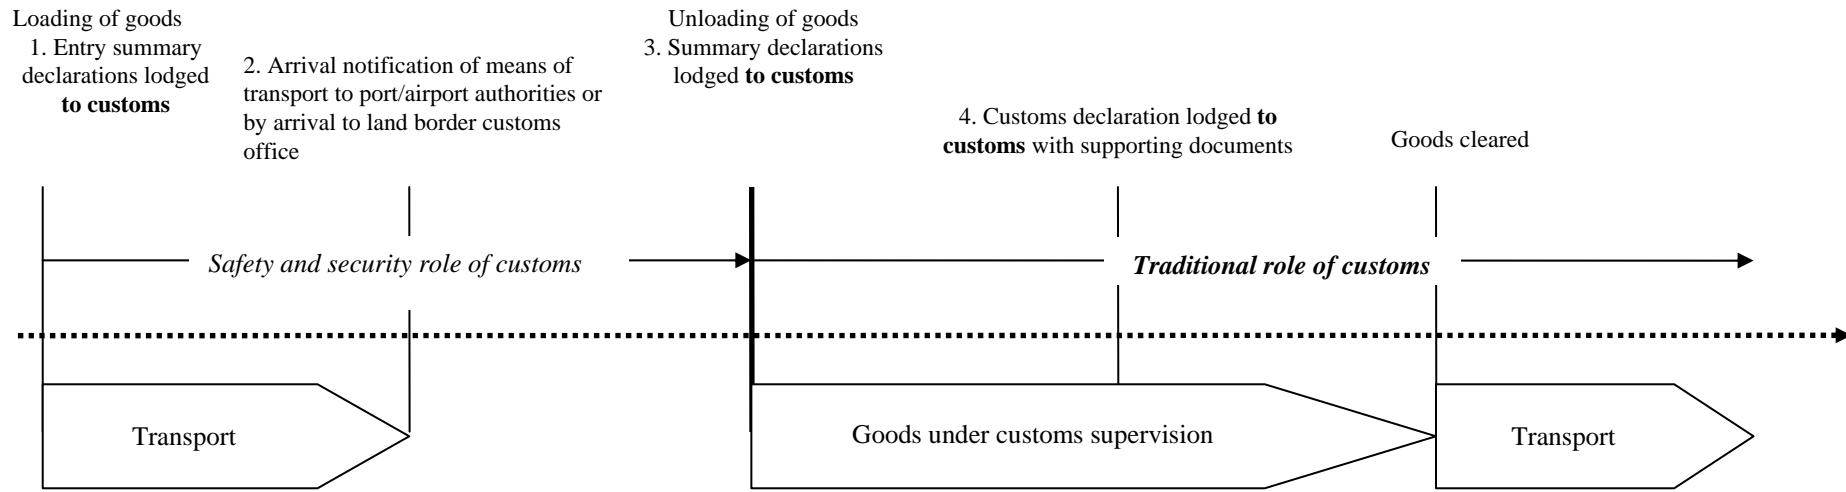 Loading of goods
1. Entry summary
declarations lodged
to customs
2. Arrival notification of means of
transport to port/airport authorities or
by arrival to land border customs
office
Unloading of goods
3. Summary declarations
lodged to customs
4. Customs declaration lodged to
customs with supporting documents
Goods cleared
Safety and security role of customs
Traditional role of customs
Transport
Goods under customs supervision
Transport